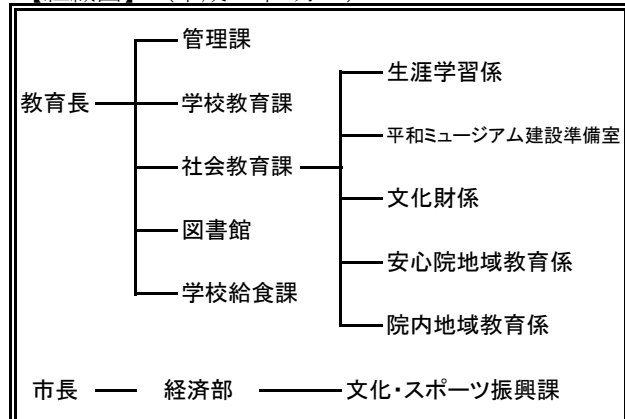 管理課
生涯学習係
教育長
学校教育課
平和ミュージアム建設準備室
社会教育課
文化財係
図書館
安心院地域教育係
学校給食課
院内地域教育係
市長
経済部
文化・スポーツ振興課